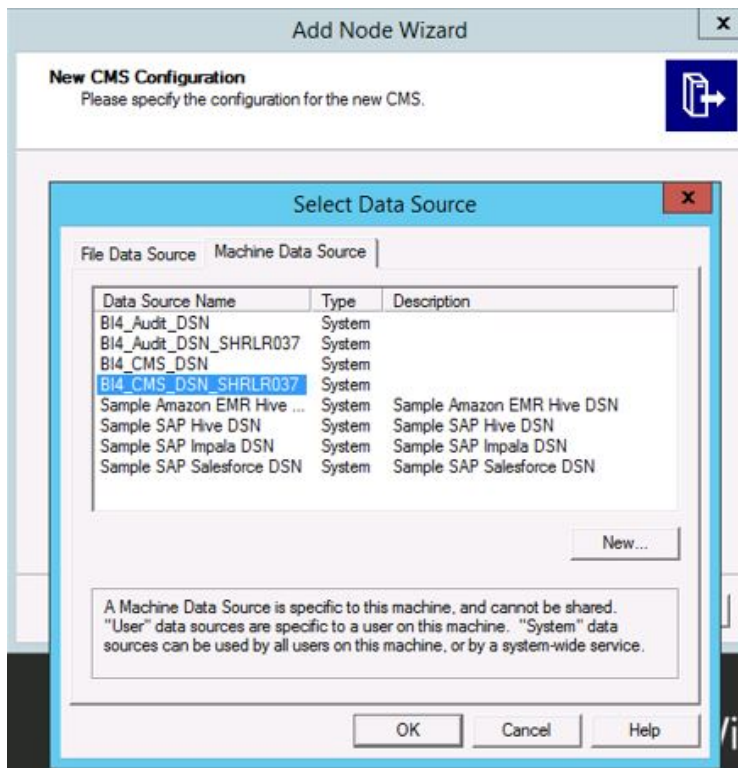 Add Node Wizard
x
New CMS Configuration
Please specify the configuration for the new CMS.
Select Data Source
x
File Data Source Machine Data Source
Data Source Name Type Description
BI4_Audit_DSN System
BI4_Audit_DSN_SHRLR037 System
BI4_CMS_DSN System
BI4_CMS_DSN_SHRLR037 System
Sample Amazon EMR Hive ... System Sample Amazon EMR Hive DSN
Sample SAP Hive DSN System Sample SAP Hive DSN
Sample SAP Impala DSN System Sample SAP Impala DSN
Sample SAP Salesforce DSN System Sample SAP Salesforce DSN
New...
A Machine Data Source is specific to this machine, and cannot be shared.
"User" data sources are specific to a user on this machine. "System" data
sources can be used by all users on this machine, or by a system-wide service.
OK Cancel Help